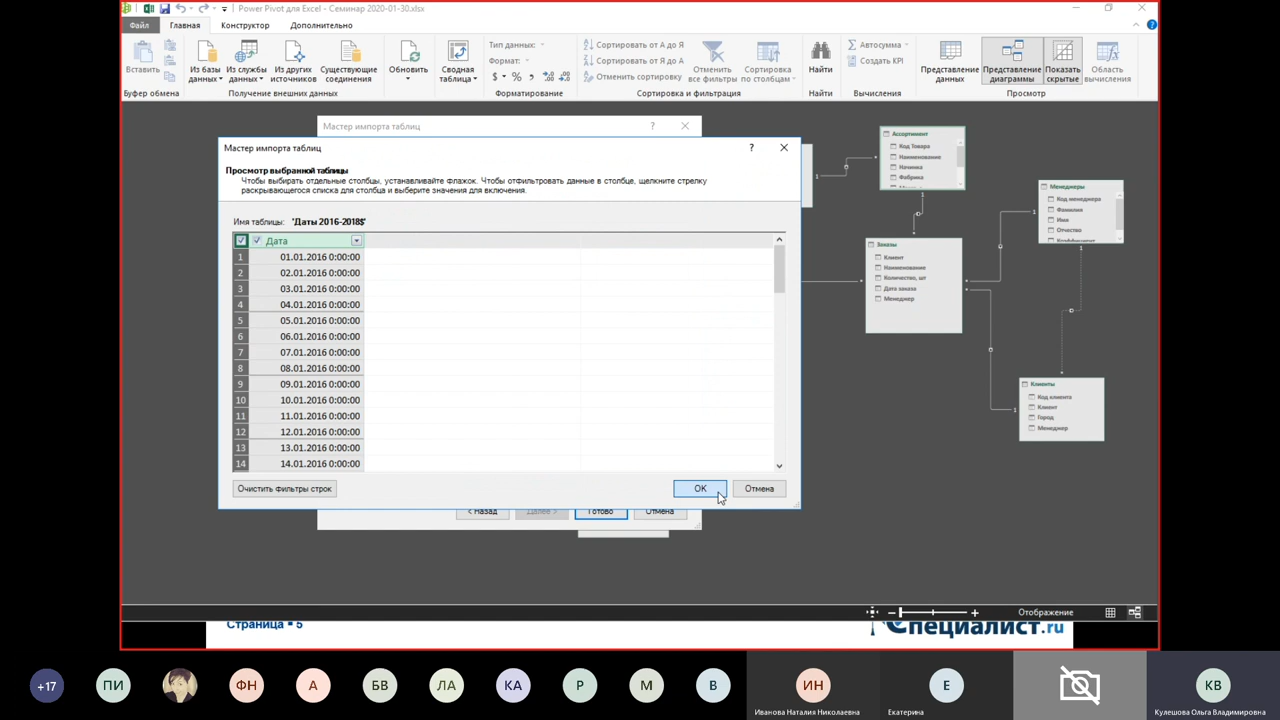 Power Pivot для Excel - Семинар 2020-01-30.xlsx
Файл Главная Конструктор Дополнительно
Вставить
Из базы данных
Из службы данных
Из других источников
Существующие соединения
Обновить
Сводная таблица
Тип данных:
Формат:
$ %
Сортировать от А до Я
Сортировать от Я до А
Отменить сортировку
Отменить все фильтры
Сортировка по столбцам
Найти
Автосумма
Создать KPI
Представление данных
Представление диаграммы
Показать скрытые
Область вычисления
Буфер обмена
Получение внешних данных
Форматирование
Сортировка и фильтрация
Найти
Вычисления
Просмотр
Мастер импорта таблиц
?
Мастер импорта таблиц
?
Просмотр выбранной таблицы
Чтобы выбирать отдельные столбцы, устанавливайте флажок. Чтобы отфильтровать данные в столбце, щелкните стрелку
раскрывающегося списка для столбца и выберите значения для включения.
Имя таблицы: 'Даты 2016-2018$'
Дата
1 01.01.2016 0:00:00
2 02.01.2016 0:00:00
3 03.01.2016 0:00:00
4 04.01.2016 0:00:00
5 05.01.2016 0:00:00
6 06.01.2016 0:00:00
7 07.01.2016 0:00:00
8 08.01.2016 0:00:00
9 09.01.2016 0:00:00
10 10.01.2016 0:00:00
11 11.01.2016 0:00:00
12 12.01.2016 0:00:00
13 13.01.2016 0:00:00
14 14.01.2016 0:00:00
Очистить фильтры строк
OK
Отмена
< Назад
Далее >
Готово
Отмена
Ассортимент
Код Товара
Наименование
Начинка
Фабрика
Менеджеры
Код менеджера
Фамилия
Имя
Отчество
Коэффициент
Заказы
Клиент
Наименование
Количество, шт
Дата заказа
Менеджер
Клиенты
Код клиента
Клиент
Город
Менеджер
1
*
1
*
*
*
1
1
1
Отображение
Страница ▪ 5
Специалист.ru
+17
ПИ
ФН
А
БВ
ЛА
КА
Р
М
В
ИН
Е
КВ
Иванова Наталия Николаевна
Екатерина
Кулешова Ольга Владимировна